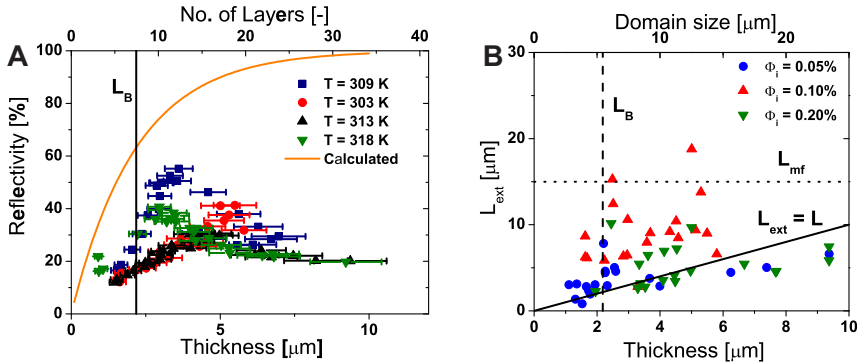 No. of Layers [-]
0 10 20 30 40
A
100
80
60
40
20
0
Reflectivity [%]
L_B
T = 309 K
T = 303 K
T = 313 K
T = 318 K
Calculated
0 5 10
Thickness [μm]
Domain size [μm]
0 10 20
B
30
20
10
0
L_ext [μm]
L_B
Φ_i = 0.05%
Φ_i = 0.10%
Φ_i = 0.20%
L_mf
L_ext = L
0 2 4 6 8 10
Thickness [μm]